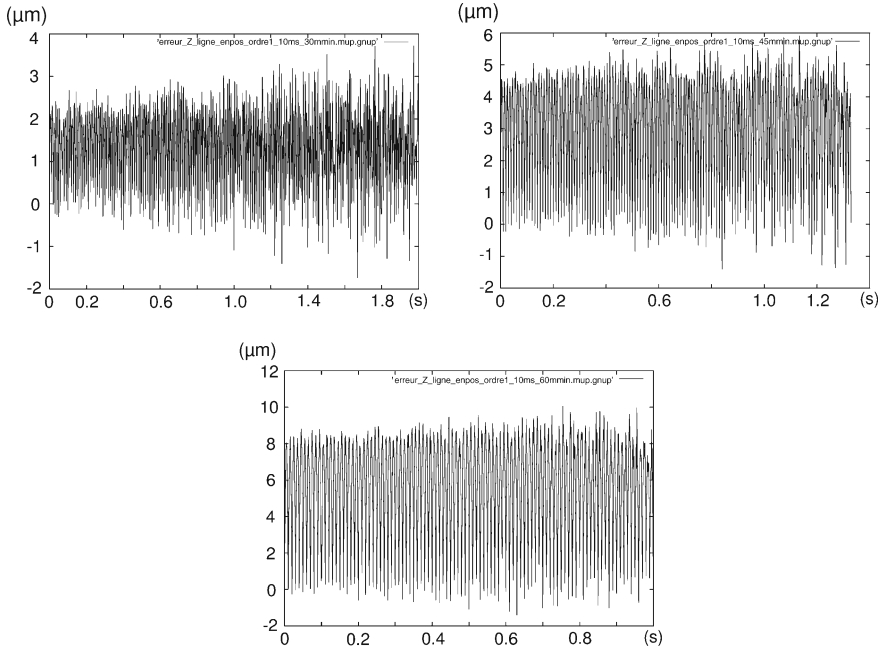 (μm)
'erreur_Z_ligne_enpos_ordre1_10ms_30mmin.mup.gnup'
4
3
2
1
0
-1
-2
0 0.2 0.6 1.0 1.4 1.8 (s)
(μm)
'erreur_Z_ligne_enpos_ordre1_10ms_45mmin.mup.gnup'
6
5
4
3
2
1
0
-1
-2
0 0.2 0.6 1.0 1.2 (s)
(μm)
'erreur_Z_ligne_enpos_ordre1_10ms_60mmin.mup.gnup'
12
10
8
6
4
2
0
-2
0 0.2 0.4 0.6 0.8 (s)